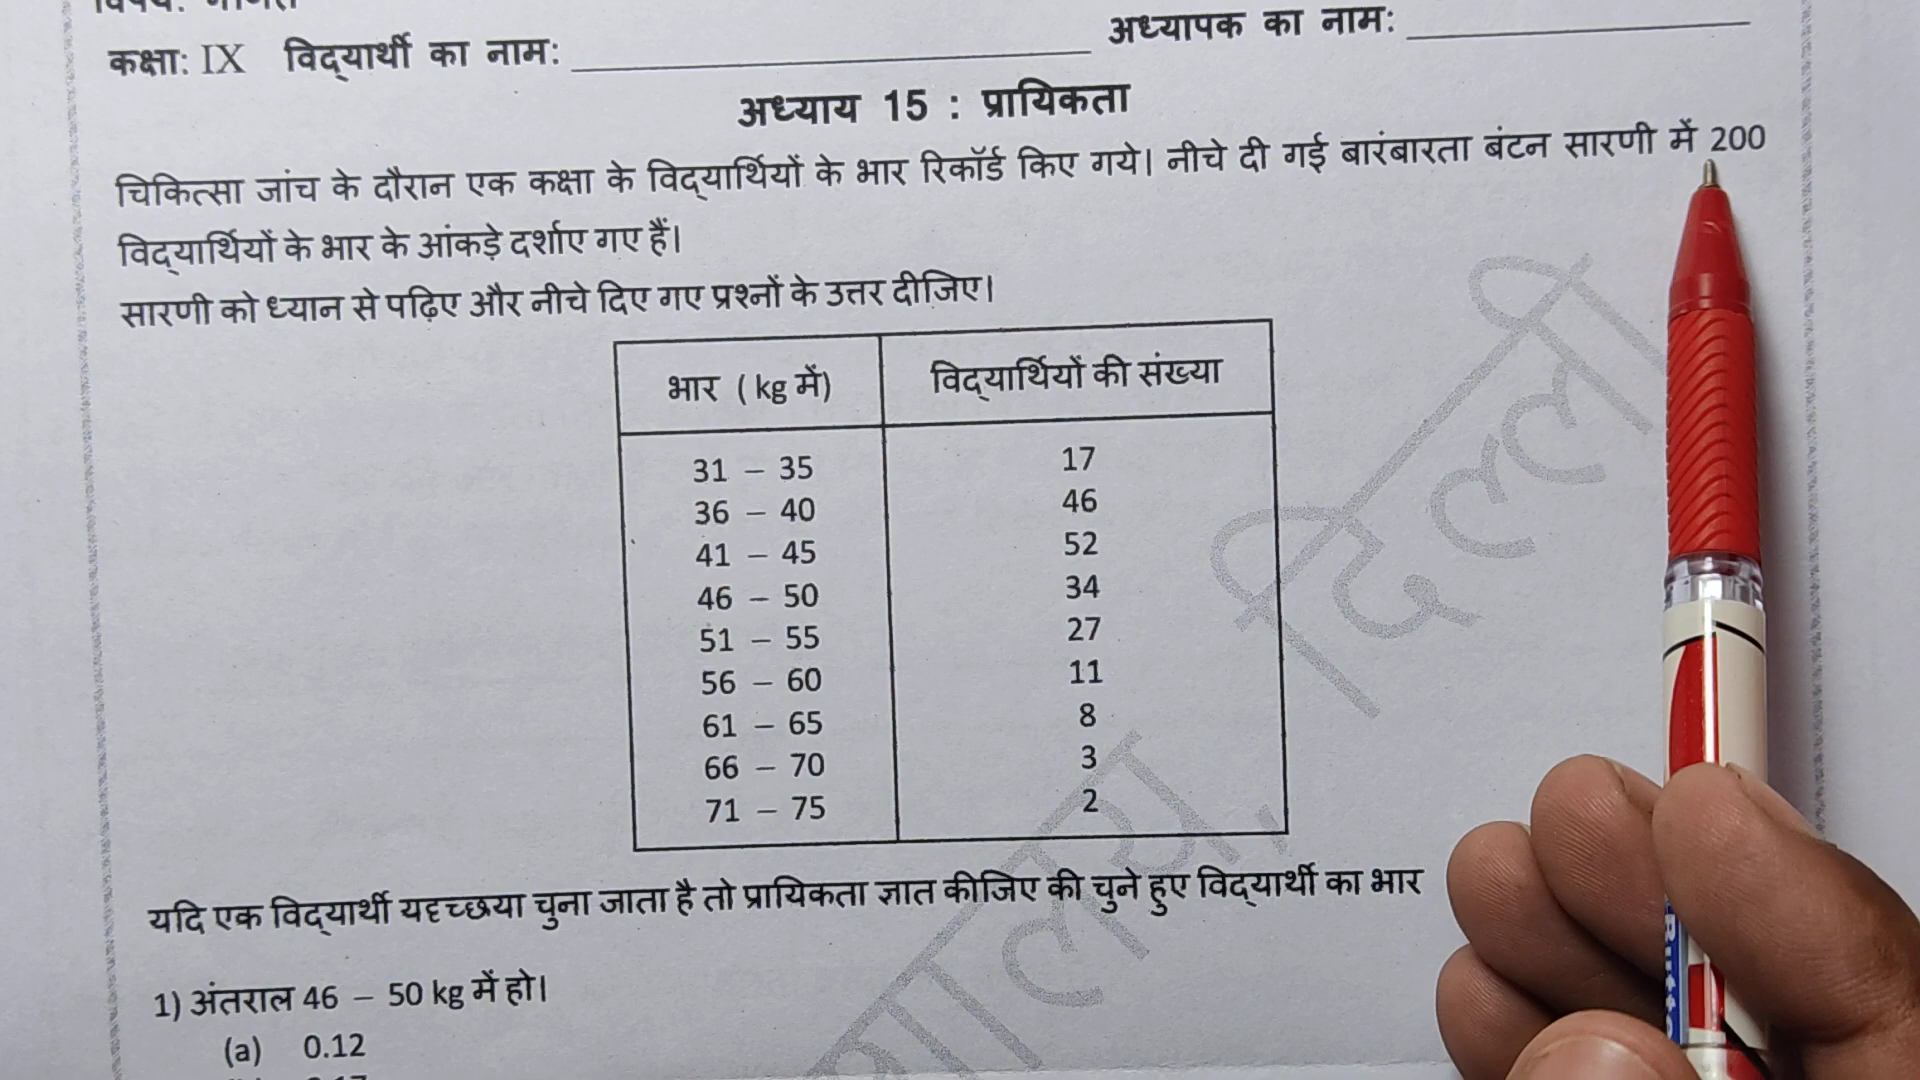 कक्षा: IX विद्यार्थी का नाम: ____________ अध्यापक का नाम: ____________
अध्याय 15 : प्रायिकता
चिकित्सा जांच के दौरान एक कक्षा के विद्यार्थियों के भार रिकॉर्ड किए गये। नीचे दी गई बारंबारता बंटन सारणी में 200
विद्यार्थियों के भार के आंकड़े दर्शाए गए हैं।
सारणी को ध्यान से पढ़िए और नीचे दिए गए प्रश्नों के उत्तर दीजिए।
भार ( kg में) विद्यार्थियों की संख्या
31 – 35 17
36 – 40 46
41 – 45 52
46 – 50 34
51 – 55 27
56 – 60 11
61 – 65 8
66 – 70 3
71 – 75 2
यदि एक विद्यार्थी यदृच्छया चुना जाता है तो प्रायिकता ज्ञात कीजिए की चुने हुए विद्यार्थी का भार
1) अंतराल 46 – 50 kg में हो।
(a) 0.12
दिल्ली